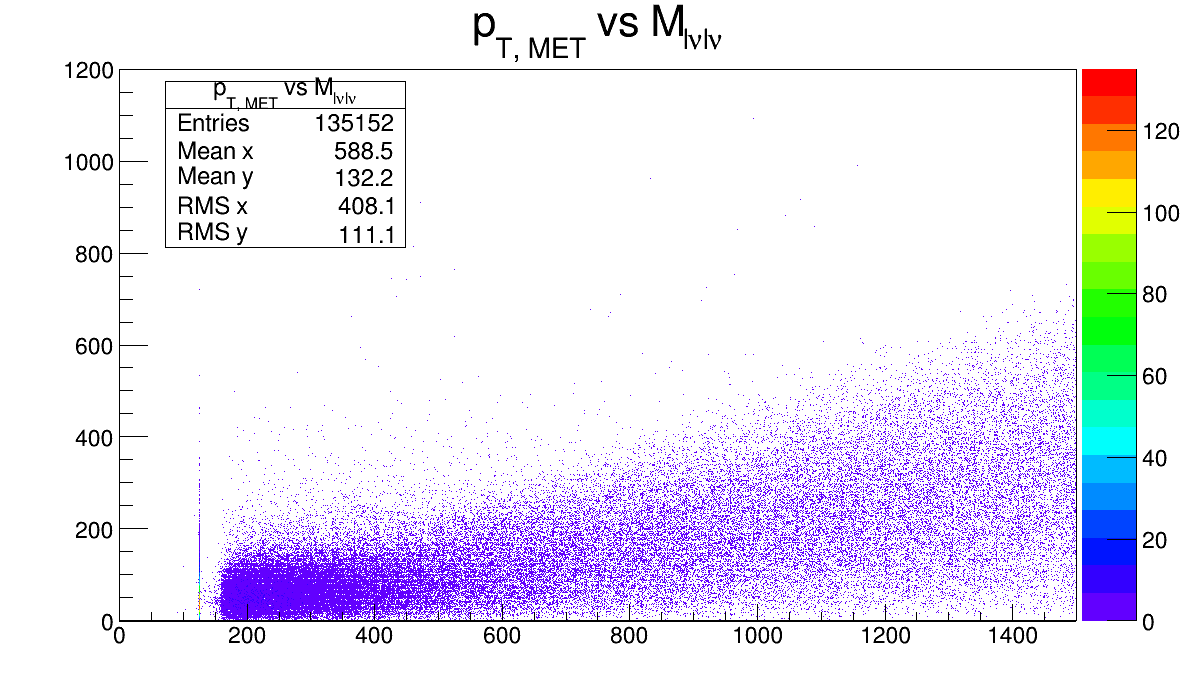 p_T, MET vs M_lνlν
p_T, MET vs M_lνlν
Entries 135152
Mean x 588.5
Mean y 132.2
RMS x 408.1
RMS y 111.1
1200
1000
800
600
400
200
0
0 200 400 600 800 1000 1200 1400
120
100
80
60
40
20
0